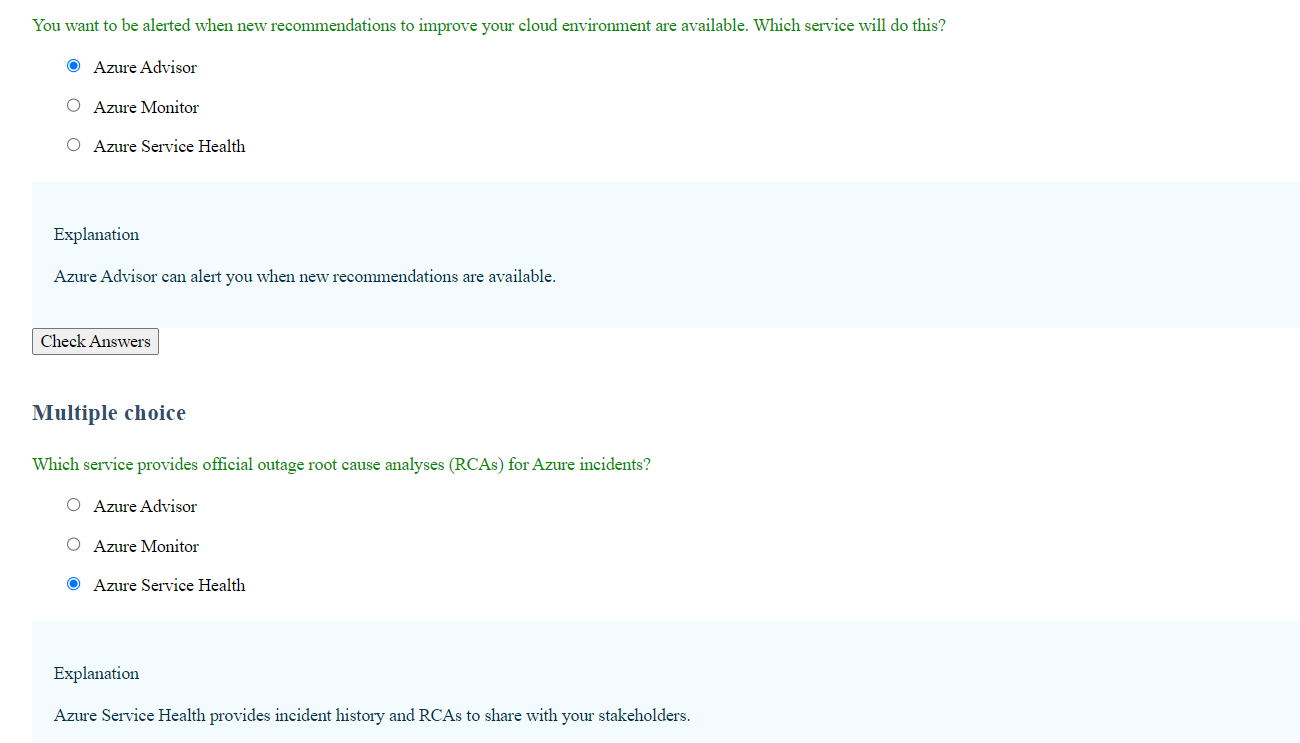 You want to be alerted when new recommendations to improve your cloud environment are available. Which service will do this?
Azure Advisor
Azure Monitor
Azure Service Health
Explanation
Azure Advisor can alert you when new recommendations are available.
Check Answers
Multiple choice
Which service provides official outage root cause analyses (RCAs) for Azure incidents?
Azure Advisor
Azure Monitor
Azure Service Health
Explanation
Azure Service Health provides incident history and RCAs to share with your stakeholders.